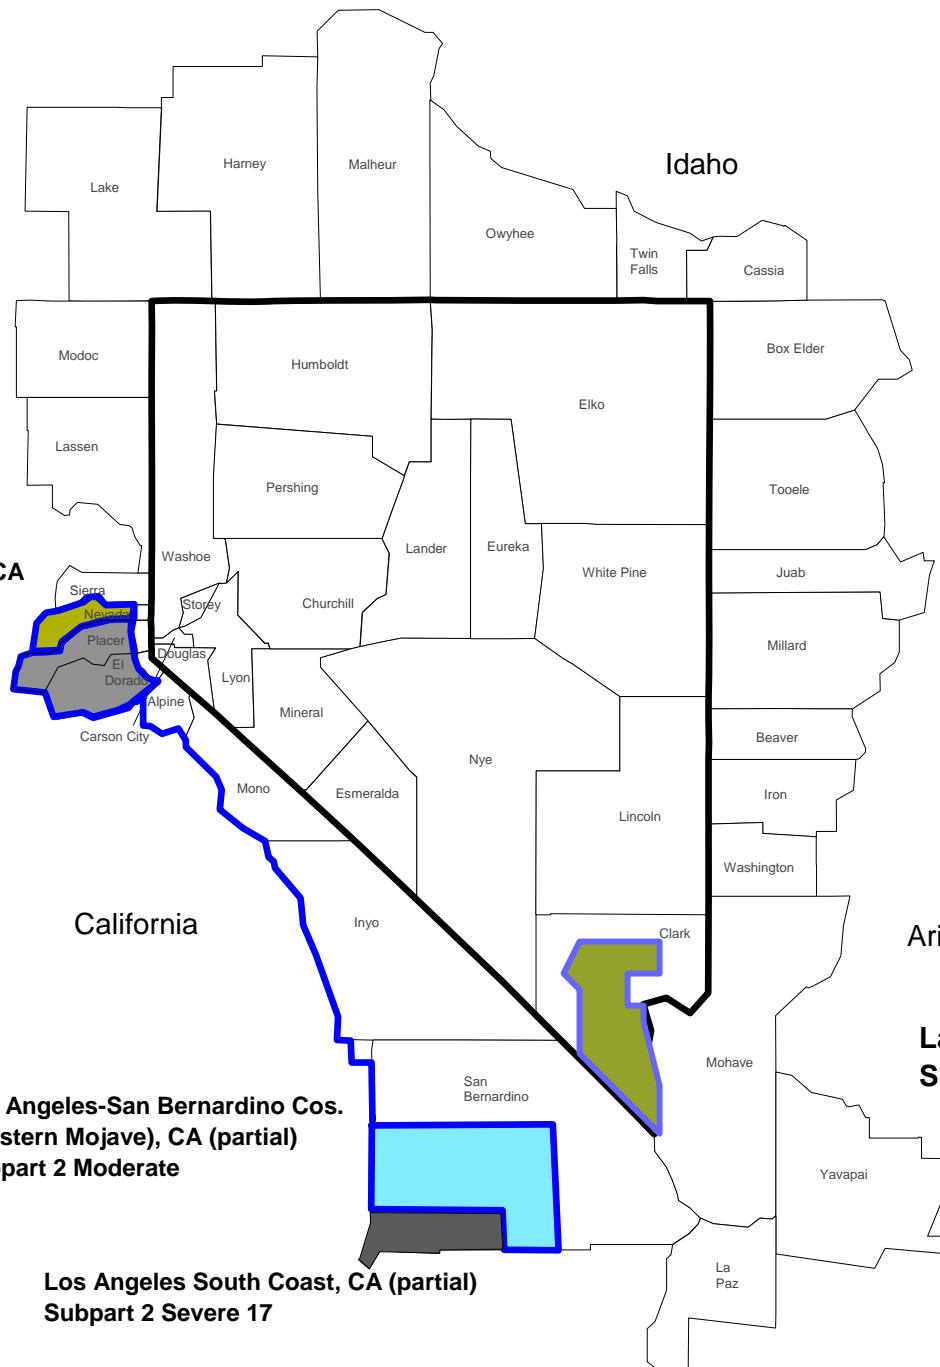 Idaho
Harney
Malheur
Lake
Owyhee
Twin
Falls
Cassia
Modoc
Humboldt
Box Elder
Elko
Lassen
Pershing
Tooele
Washoe
Lander
Eureka
White Pine
Juab
CA
Sierra
Storey
Churchill
Nevada
Placer
Douglas
Millard
El
Dorado
Lyon
Alpine
Mineral
Carson City
Beaver
Nye
Mono
Esmeralda
Iron
Lincoln
Washington
California
Inyo
Clark
Ari
La
S
Mohave
San
Bernardino
Angeles-San Bernardino Cos.
stern Mojave), CA (partial)
part 2 Moderate
Yavapai
La
Paz
Los Angeles South Coast, CA (partial)
Subpart 2 Severe 17